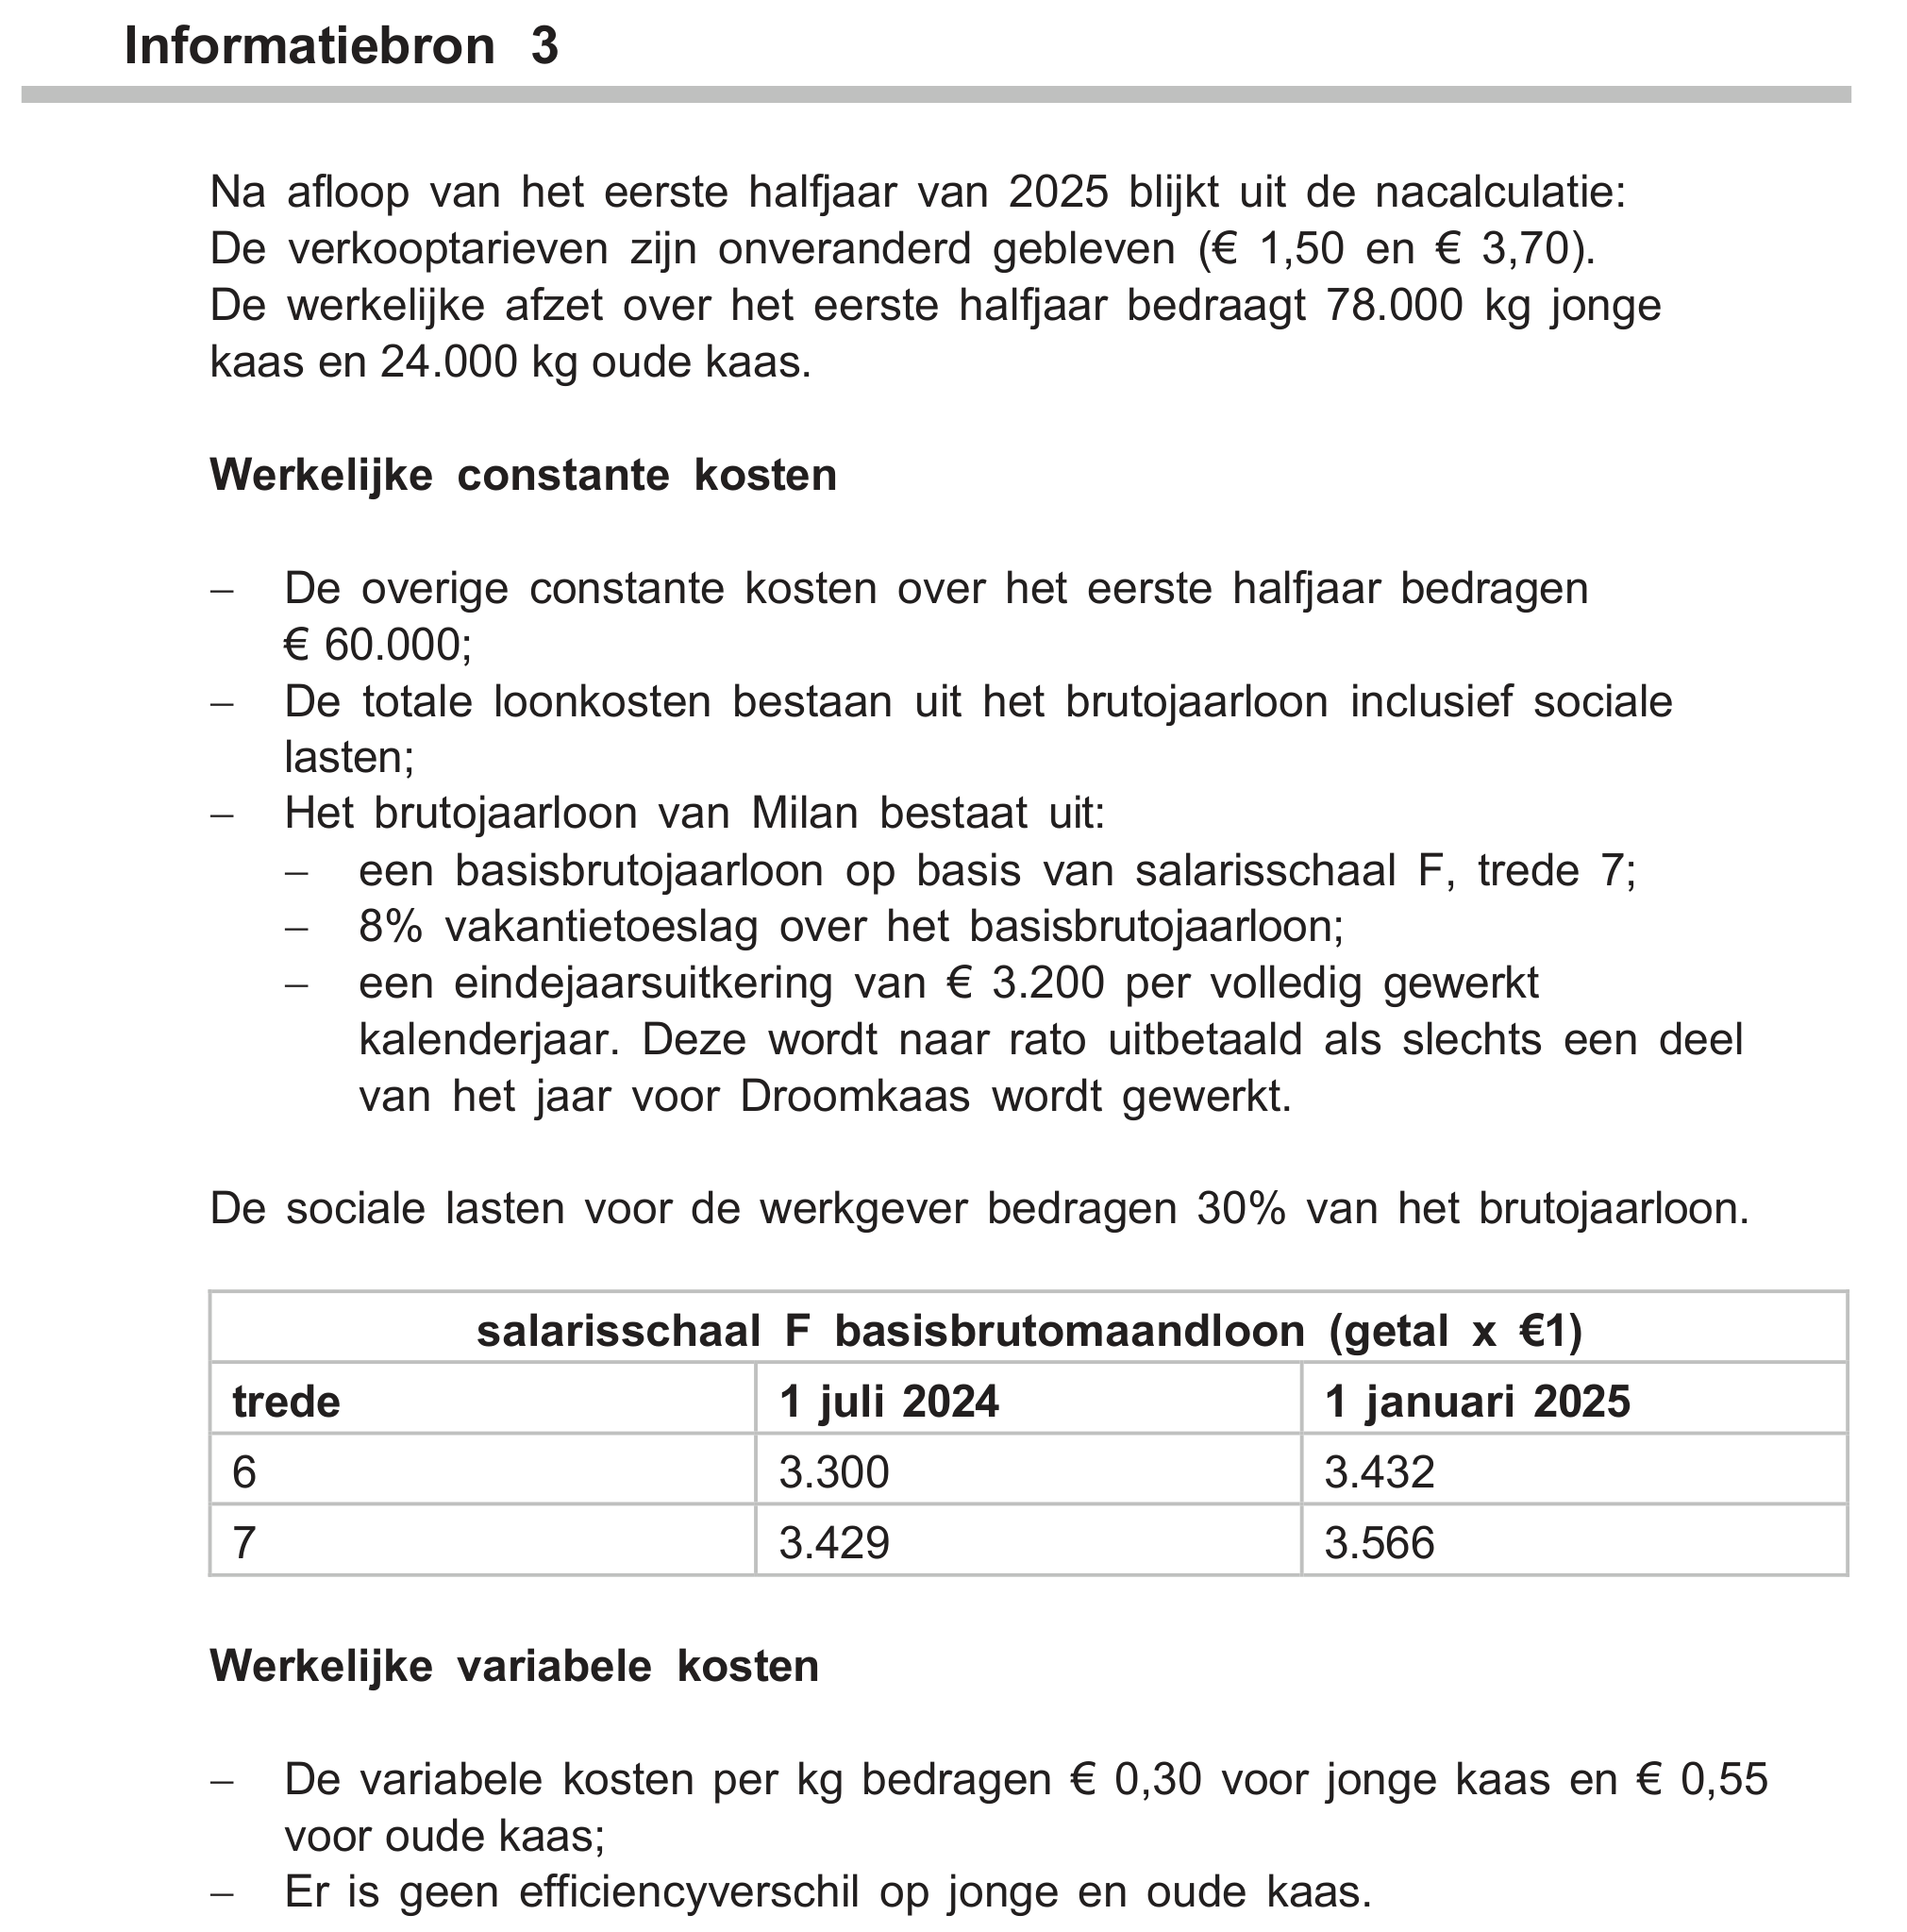 Informatiebron 3
Na afloop van het eerste halfjaar van 2025 blijkt uit de nacalculatie:
De verkooptarieven zijn onveranderd gebleven (€ 1,50 en € 3,70).
De werkelijke afzet over het eerste halfjaar bedraagt 78.000 kg jonge
kaas en 24.000 kg oude kaas.
Werkelijke constante kosten
– De overige constante kosten over het eerste halfjaar bedragen
€ 60.000;
– De totale loonkosten bestaan uit het brutojaarloon inclusief sociale
lasten;
– Het brutojaarloon van Milan bestaat uit:
– een basisbrutojaarloon op basis van salarisschaal F, trede 7;
– 8% vakantietoeslag over het basisbrutojaarloon;
– een eindejaarsuitkering van € 3.200 per volledig gewerkt
kalenderjaar. Deze wordt naar rato uitbetaald als slechts een deel
van het jaar voor Droomkaas wordt gewerkt.
De sociale lasten voor de werkgever bedragen 30% van het brutojaarloon.
salarisschaal F basisbrutomaandloon (getal x €1)
trede 1 juli 2024 1 januari 2025
6 3.300 3.432
7 3.429 3.566
Werkelijke variabele kosten
– De variabele kosten per kg bedragen € 0,30 voor jonge kaas en € 0,55
voor oude kaas;
– Er is geen efficiencyverschil op jonge en oude kaas.